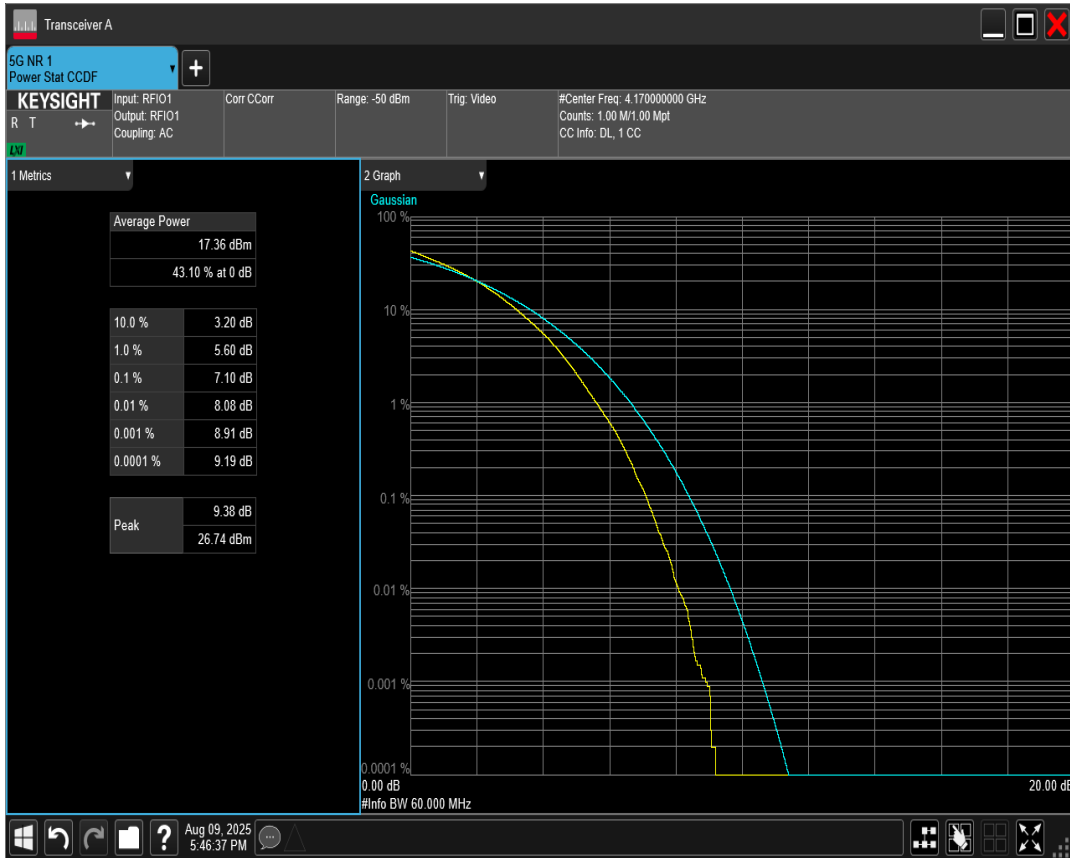 Transceiver A
5G NR 1
Power Stat CCDF
KEYSIGHT
R T
LXI
Input: RFIO1
Output: RFIO1
Coupling: AC
Corr CCorr
Range: -50 dBm
Trig: Video
#Center Freq: 4.170000000 GHz
Counts: 1.00 M/1.00 Mpt
CC Info: DL, 1 CC
1 Metrics
Average Power
17.36 dBm
43.10 % at 0 dB
10.0 % 3.20 dB
1.0 % 5.60 dB
0.1 % 7.10 dB
0.01 % 8.08 dB
0.001 % 8.91 dB
0.0001 % 9.19 dB
Peak
9.38 dB
26.74 dBm
2 Graph
Gaussian
100 %
10 %
1 %
0.1 %
0.01 %
0.001 %
0.0001 %
0.00 dB 20.00 dB
#Info BW 60.000 MHz
?
Aug 09, 2025
5:46:37 PM